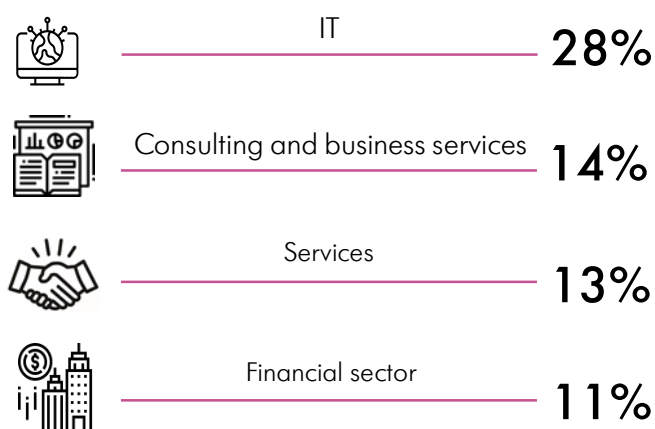 IT
28%
Consulting and business services
14%
Services
13%
Financial sector
11%